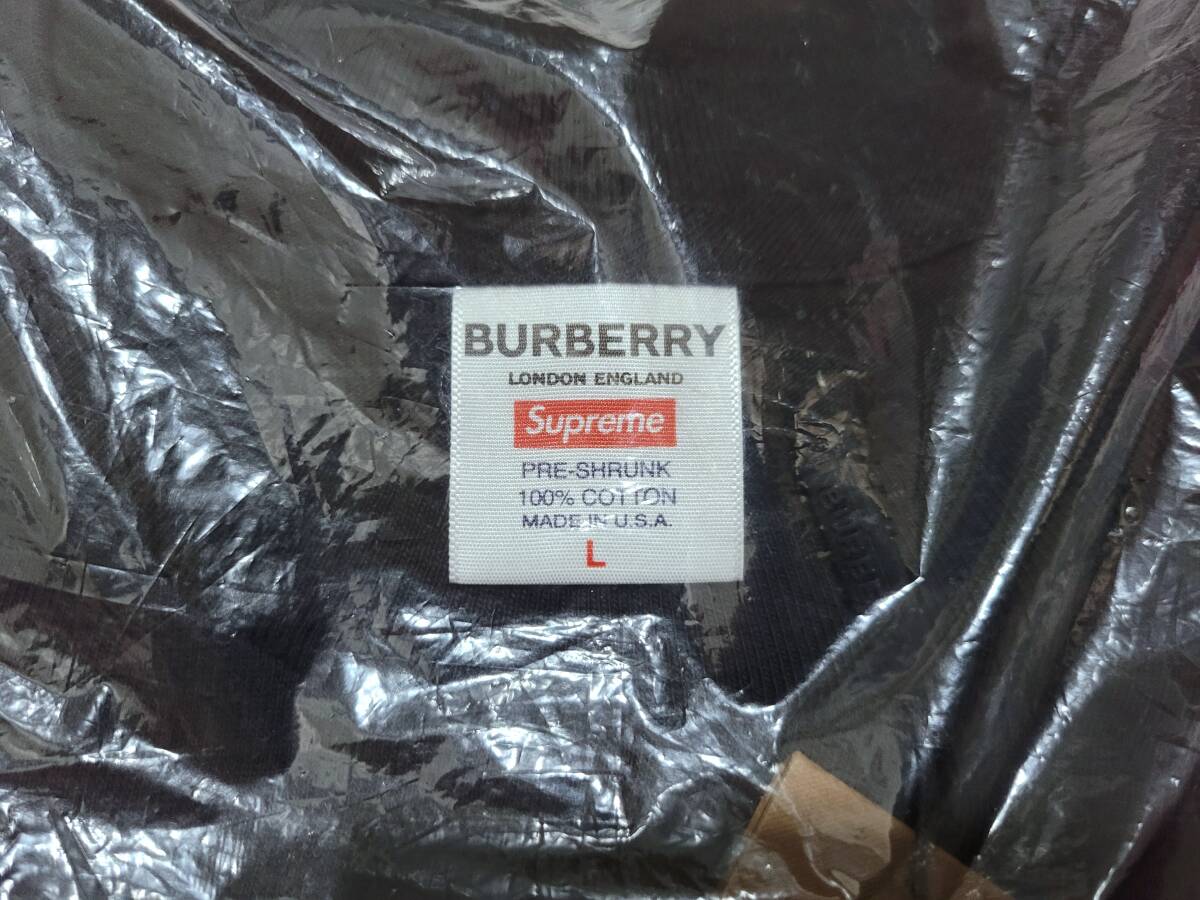 BURBERRY
LONDON ENGLAND
Supreme
PRE-SHRUNK
100% COTTON
MADE IN U.S.A.
L